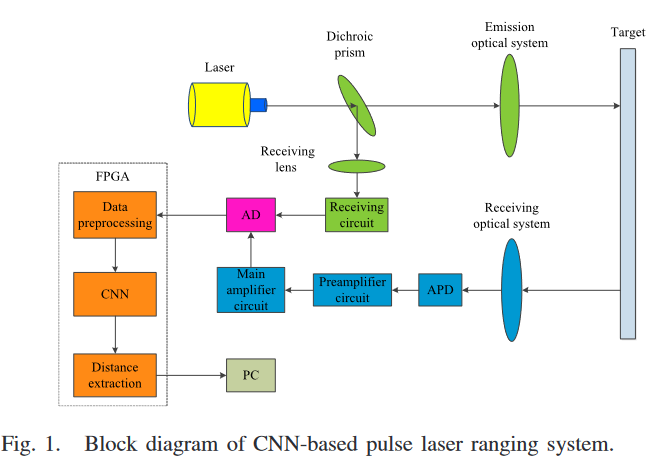 Laser
Dichroic
prism
Emission
optical system
Target
Receiving
lens
FPGA
Data
preprocessing
AD
Receiving
circuit
Receiving
optical system
CNN
Main
amplifier
circuit
Preamplifier
circuit
APD
Distance
extraction
PC
Fig. 1. Block diagram of CNN-based pulse laser ranging system.